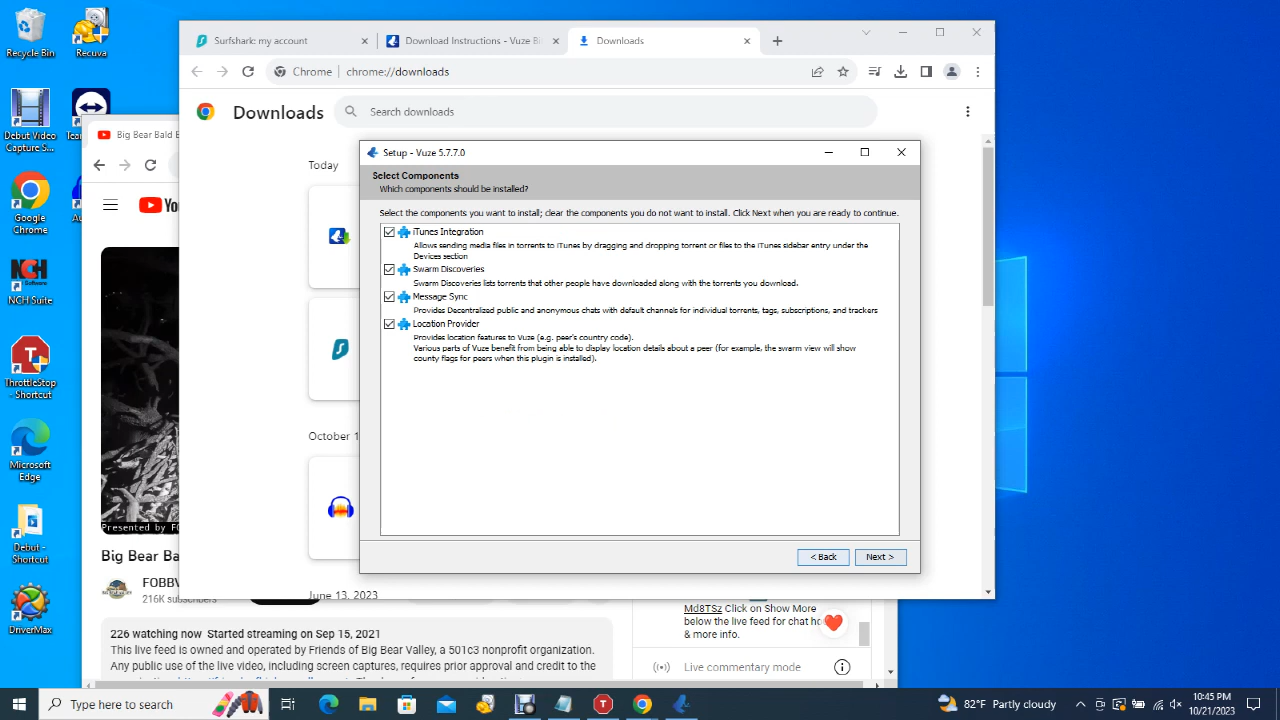 Recycle Bin
Recuva
Debut Video
Capture S...
Google
Chrome
NCH
Software
NCH Suite
ThrottleStop
- Shortcut
Microsoft
Edge
Debut -
Shortcut
DriverMax
Big Bear Bald E
Surfshark: my account
Download Instructions - Vuze Bi
Downloads
Chrome
chrome://downloads
Downloads
Search downloads
Today
October 1
June 13, 2023
Setup - Vuze 5.7.7.0
Select Components
Which components should be installed?
Select the components you want to install; clear the components you do not want to install. Click Next when you are ready to continue.
iTunes Integration
Allows sending media files in torrents to iTunes by dragging and dropping torrent or files to the iTunes sidebar entry under the
Devices section
Swarm Discoveries
Swarm Discoveries lists torrents that other people have downloaded along with the torrents you download.
Message Sync
Provides Decentralized public and anonymous chats with default channels for individual torrents, tags, subscriptions, and trackers
Location Provider
Provides location features to Vuze (e.g. peer's country code).
Various parts of Vuze benefit from being able to display location details about a peer (for example, the swarm view will show
county flags for peers when this plugin is installed).
< Back
Next >
Presented by FO
Big Bear Ba
FOBBV
216K subscribers
226 watching now Started streaming on Sep 15, 2021
This live feed is owned and operated by Friends of Big Bear Valley, a 501c3 nonprofit organization.
Any public use of the live video, including screen captures, requires prior approval and credit to the
Md8TSz Click on Show More
below the live feed for chat
& more info.
Live commentary mode
Type here to search
82°F Partly cloudy
10:45 PM
10/21/2023